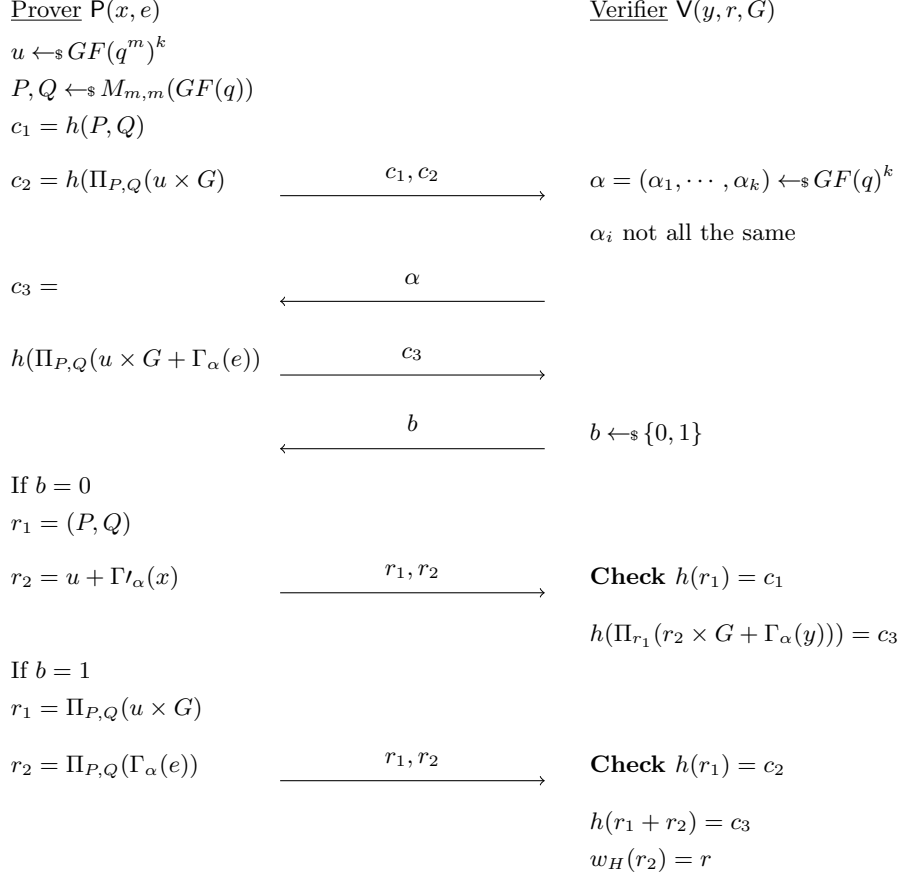 Prover P(x, e) Verifier V(y, r, G)
u ←$ GF(q^m)^k
P, Q ←$ M_{m,m}(GF(q))
c_1 = h(P, Q)
c_2 = h(Π_{P,Q}(u × G) c_1, c_2 α = (α_1, ⋯ , α_k) ←$ GF(q)^k
α_i not all the same
c_3 = α
h(Π_{P,Q}(u × G + Γ_α(e)) c_3
b b ←$ {0, 1}
If b = 0
r_1 = (P, Q)
r_2 = u + Γ′_α(x) r_1, r_2 Check h(r_1) = c_1
h(Π_{r_1}(r_2 × G + Γ_α(y))) = c_3
If b = 1
r_1 = Π_{P,Q}(u × G)
r_2 = Π_{P,Q}(Γ_α(e)) r_1, r_2 Check h(r_1) = c_2
h(r_1 + r_2) = c_3
w_H(r_2) = r